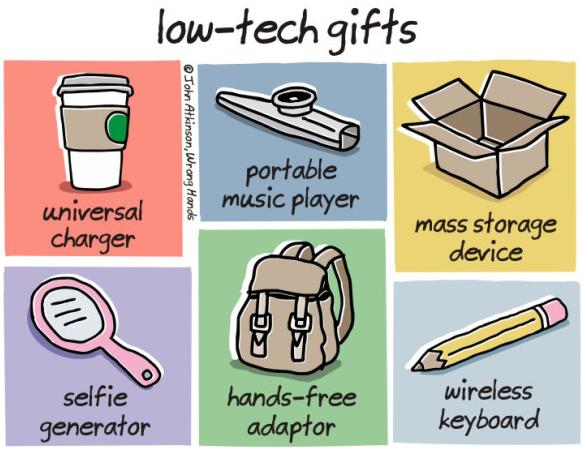 low-tech gifts
universal
charger
© John Atkinson, Wrong Hands
portable
music player
mass storage
device
selfie
generator
hands-free
adaptor
wireless
keyboard